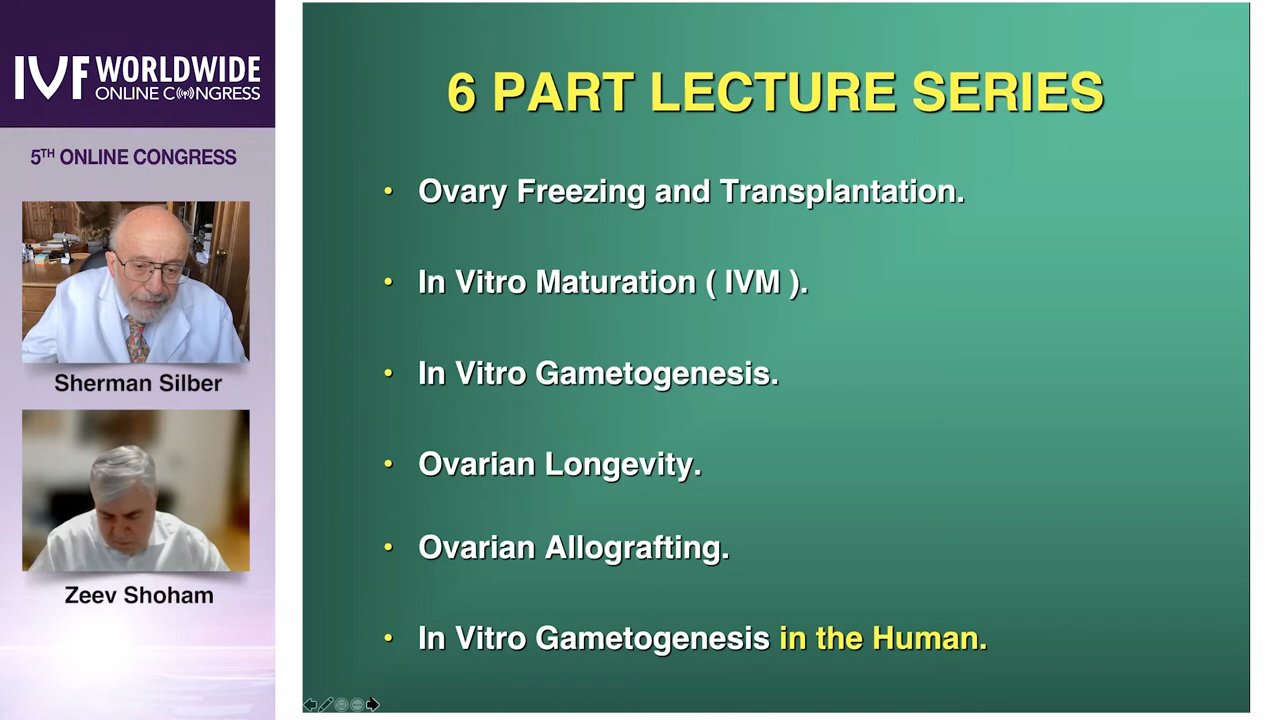 IVF WORLDWIDE
ONLINE CONGRESS
5TH ONLINE CONGRESS
Sherman Silber
Zeev Shoham
6 PART LECTURE SERIES
• Ovary Freezing and Transplantation.
• In Vitro Maturation ( IVM ).
• In Vitro Gametogenesis.
• Ovarian Longevity.
• Ovarian Allografting.
• In Vitro Gametogenesis in the Human.